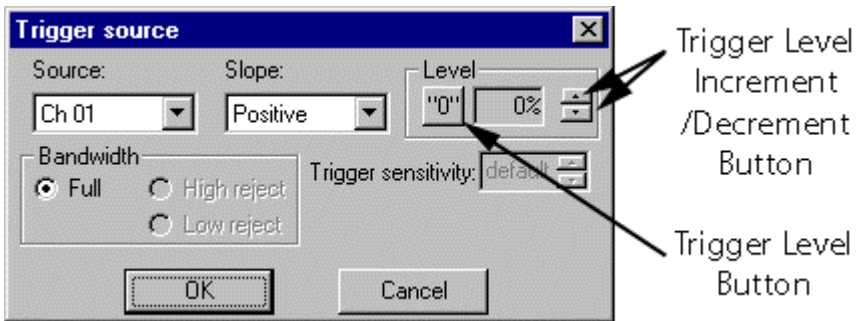 Trigger source
Source:
Slope:
Level
Ch 01
Positive
"0"
0%
Bandwidth
Full
High reject
Low reject
Trigger sensitivity:
default
OK
Cancel
Trigger Level
Increment
/Decrement
Button
Trigger Level
Button